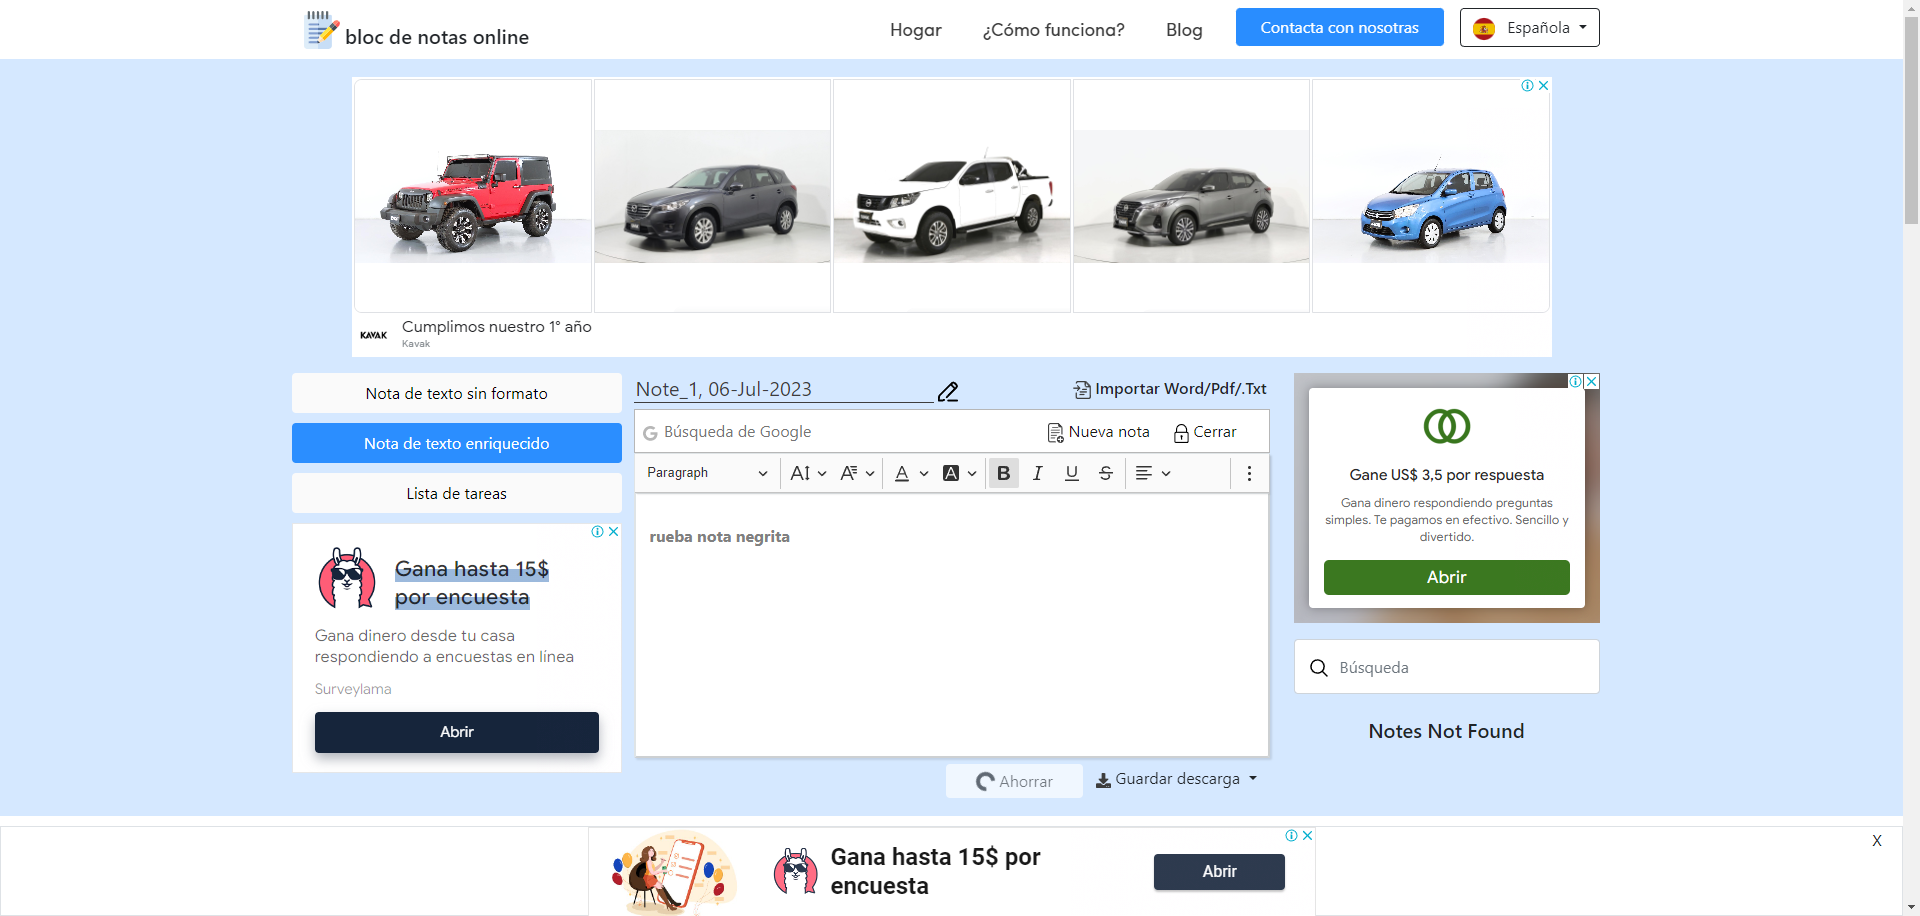 bloc de notas online
Hogar
¿Cómo funciona?
Blog
Contacta con nosotras
Española
KAVAK
Cumplimos nuestro 1° año
Kavak
Nota de texto sin formato
Nota de texto enriquecido
Lista de tareas
Gana hasta 15$
por encuesta
Gana dinero desde tu casa
respondiendo a encuestas en línea
Surveylama
Abrir
Note_1, 06-Jul-2023
Importar Word/Pdf/.Txt
Búsqueda de Google
Nueva nota
Cerrar
Paragraph
rueba nota negrita
Ahorrar
Guardar descarga
Gane US$ 3,5 por respuesta
Gana dinero respondiendo preguntas
simples. Te pagamos en efectivo. Sencillo y
divertido.
Abrir
Búsqueda
Notes Not Found
Gana hasta 15$ por
encuesta
Abrir
X